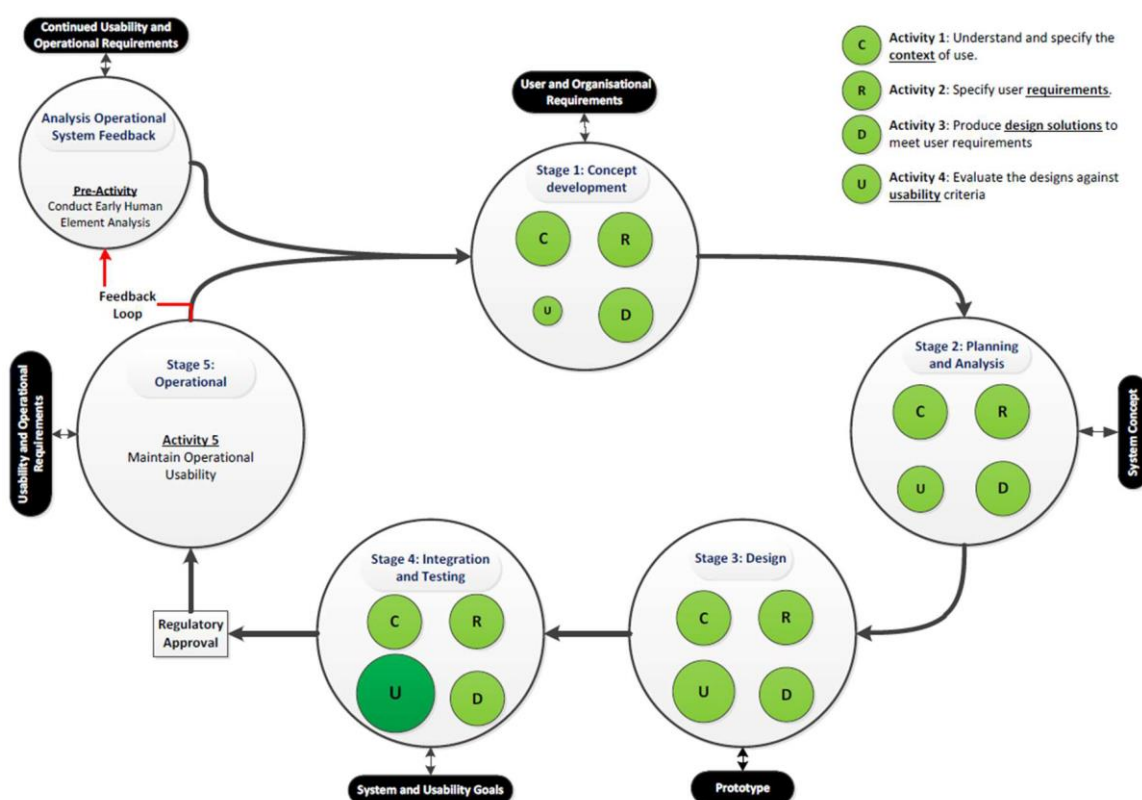 Continued Usability and
Operational Requirements
Analysis Operational
System Feedback
Pre-Activity
Conduct Early Human
Element Analysis
Feedback
Loop
User and Organisational
Requirements
Stage 1: Concept
development
C
R
U
D
C
Activity 1: Understand and specify the
context of use.
R
Activity 2: Specify user requirements.
D
Activity 3: Produce design solutions to
meet user requirements
U
Activity 4: Evaluate the designs against
usability criteria
Stage 2: Planning
and Analysis
C
R
U
D
System Concept
Stage 3: Design
C
R
U
D
Prototype
Stage 4: Integration
and Testing
C
R
U
D
System and Usability Goals
Regulatory
Approval
Stage 5:
Operational
Activity 5
Maintain Operational
Usability
Usability and Operational
Requirements